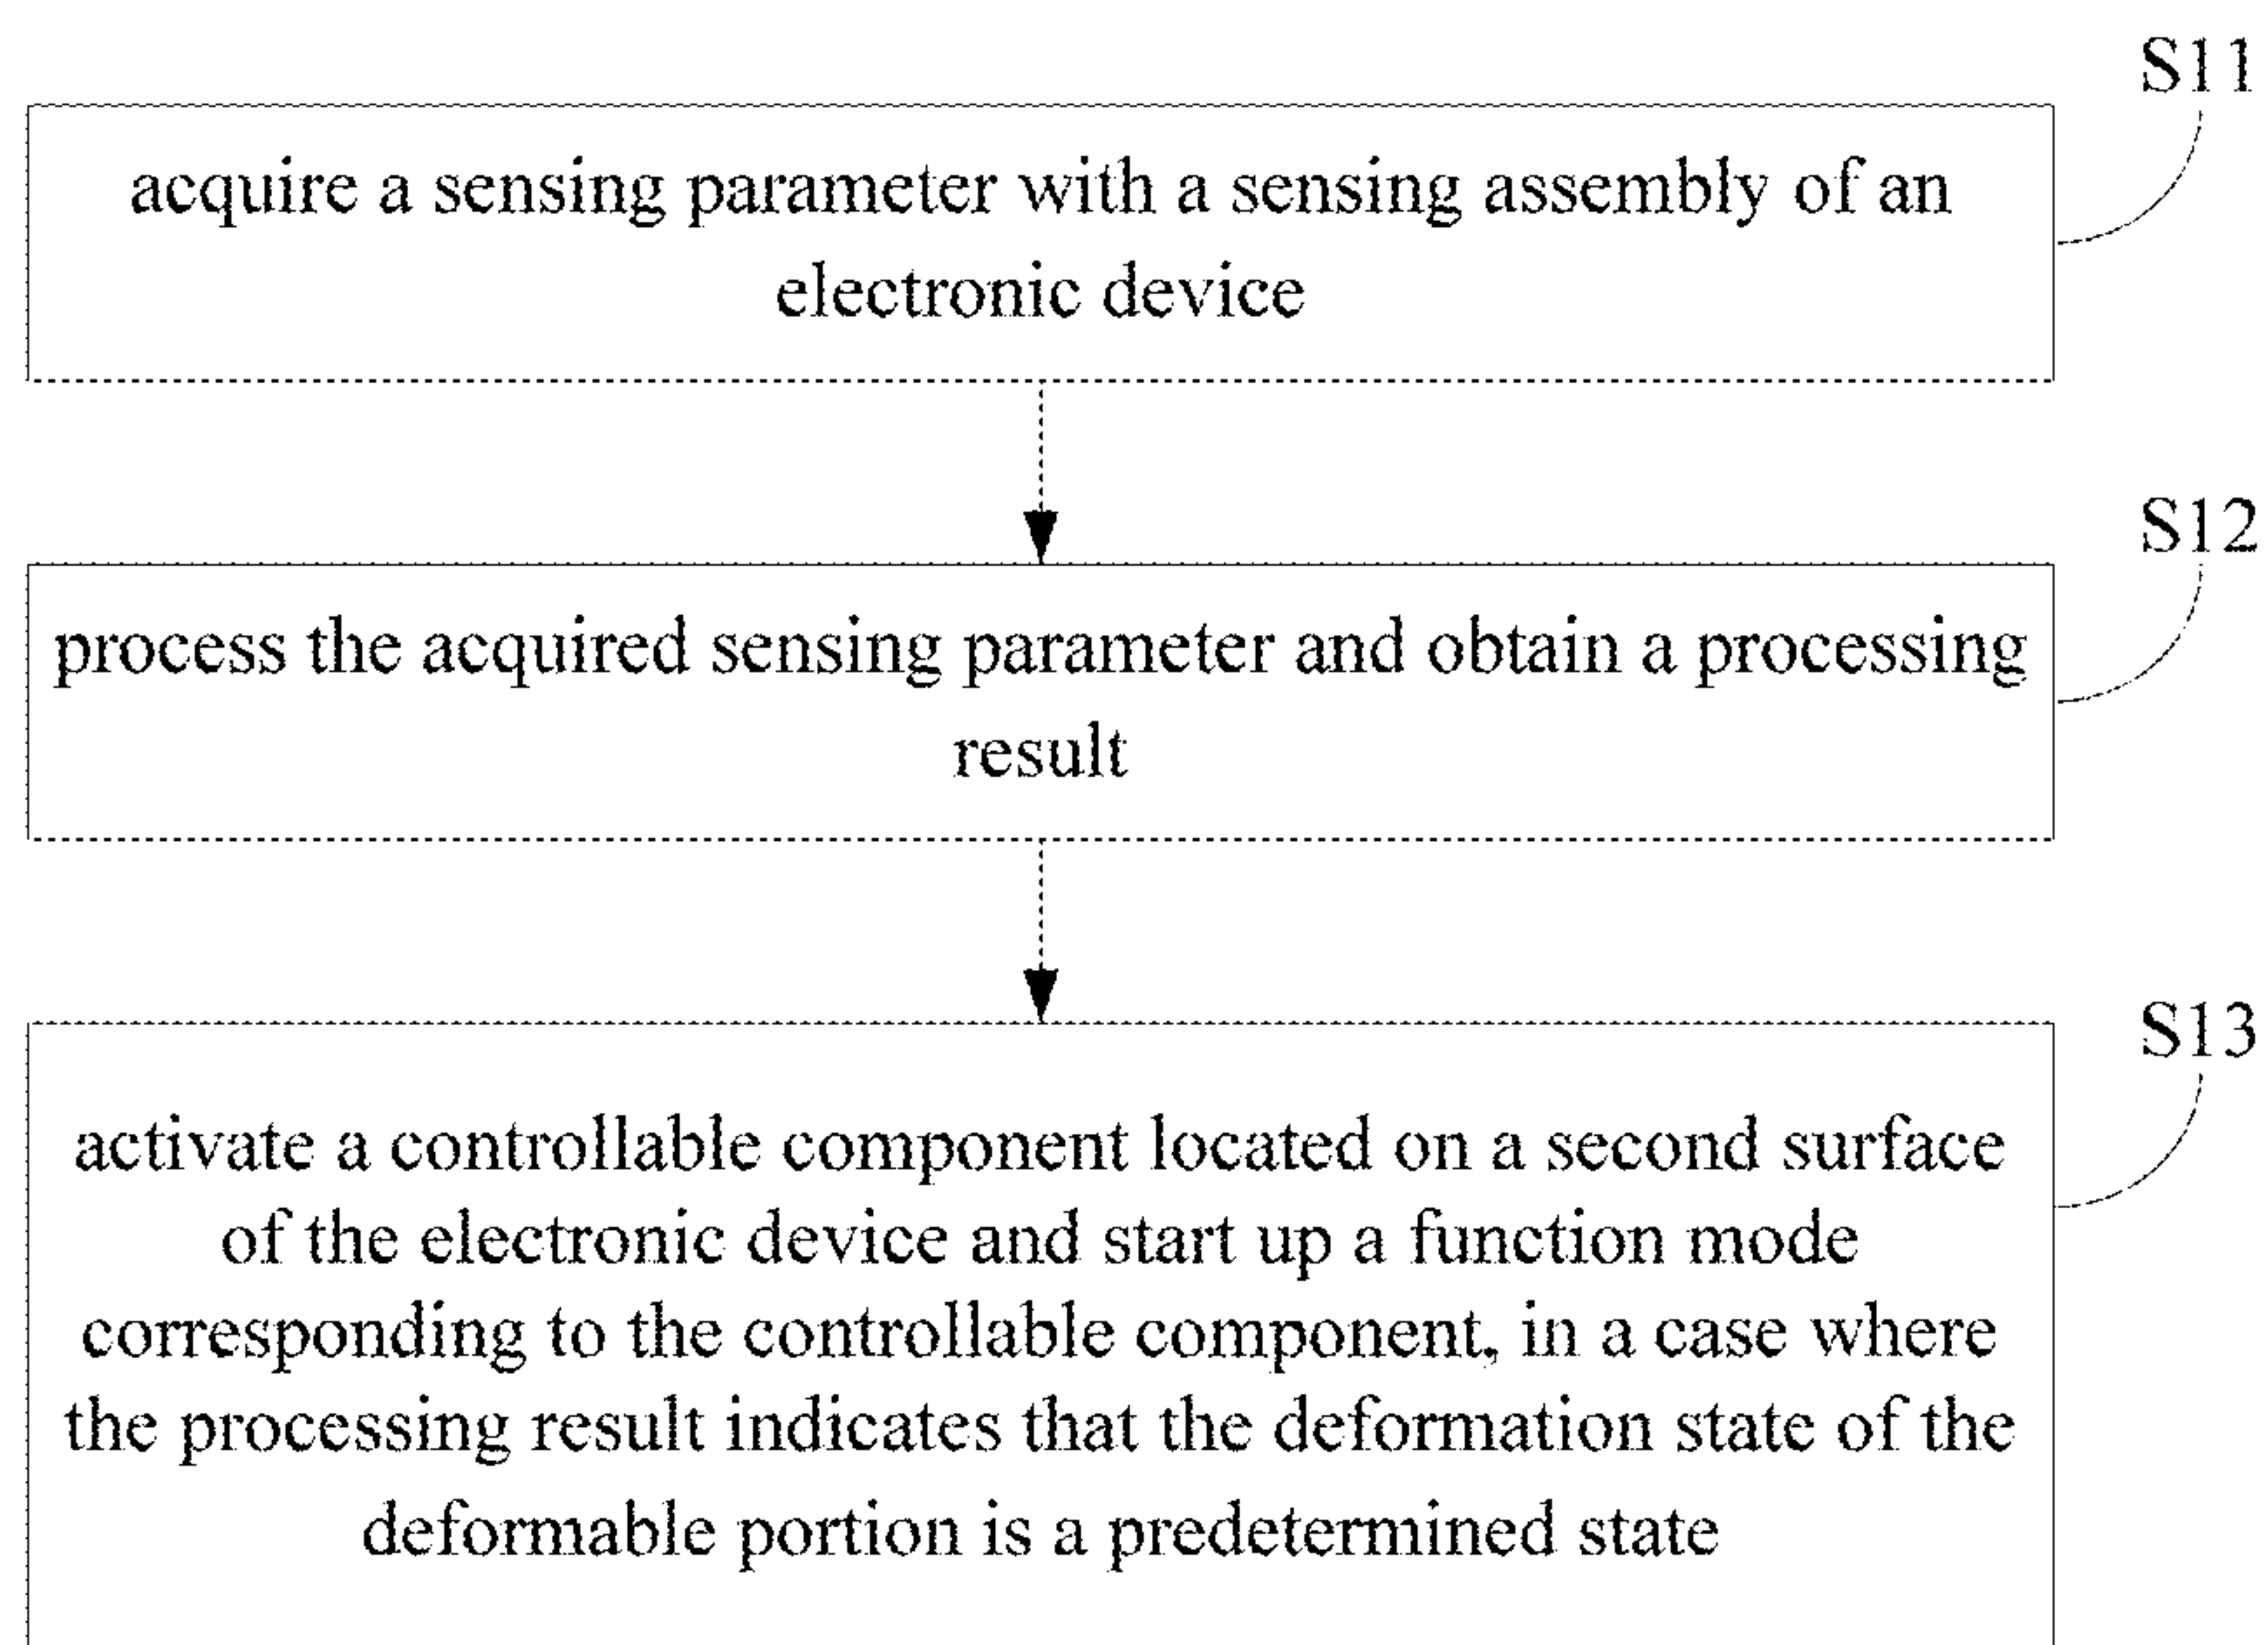 S11
acquire a sensing parameter with a sensing assembly of an
electronic device
S12
process the acquired sensing parameter and obtain a processing
result
S13
activate a controllable component located on a second surface
of the electronic device and start up a function mode
corresponding to the controllable component, in a case where
the processing result indicates that the deformation state of the
deformable portion is a predetermined state